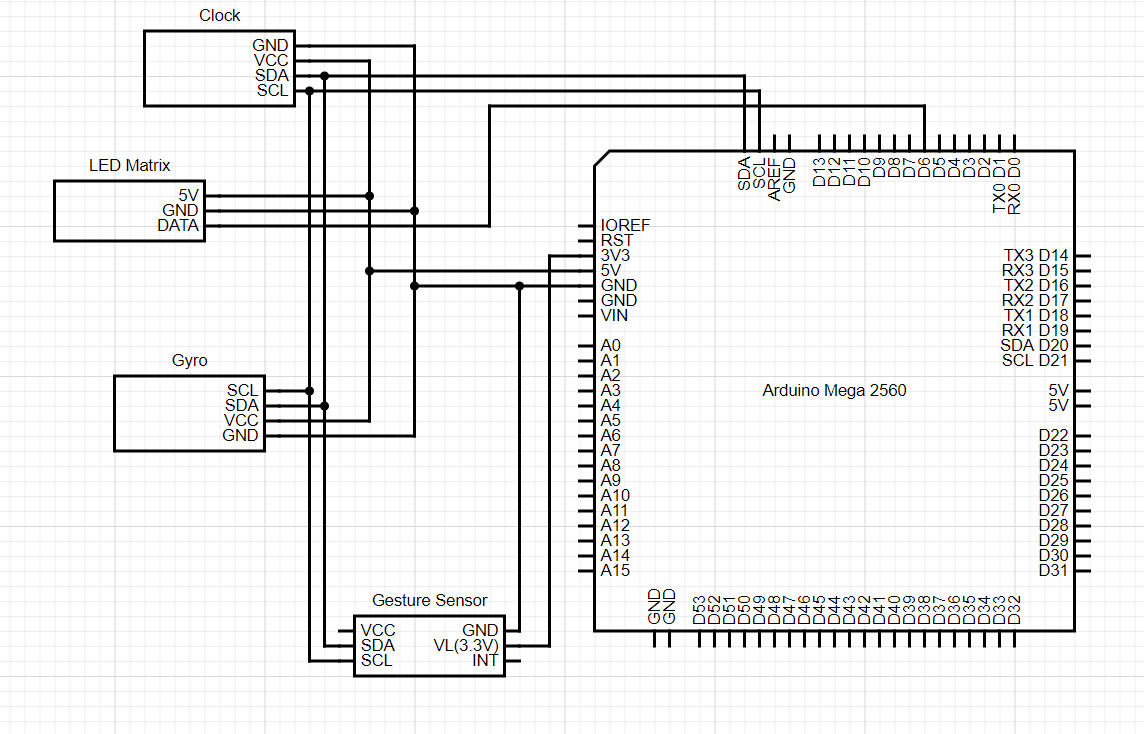 Clock
GND
VCC
SDA
SCL
LED Matrix
5V
GND
DATA
Gyro
SCL
SDA
VCC
GND
Gesture Sensor
VCC
SDA
SCL
GND
VL(3.3V)
INT
Arduino Mega 2560
SDA
SCL
AREF
GND
D13
D12
D11
D10
D9
D8
D7
D6
D5
D4
D3
D2
TX0 D1
RX0 D0
IOREF
RST
3V3
5V
GND
GND
VIN
A0
A1
A2
A3
A4
A5
A6
A7
A8
A9
A10
A11
A12
A13
A14
A15
TX3 D14
RX3 D15
TX2 D16
RX2 D17
TX1 D18
RX1 D19
SDA D20
SCL D21
5V
5V
D22
D23
D24
D25
D26
D27
D28
D29
D30
D31
GND
GND
D53
D52
D51
D50
D49
D48
D47
D46
D45
D44
D43
D42
D41
D40
D39
D38
D37
D36
D35
D34
D33
D32